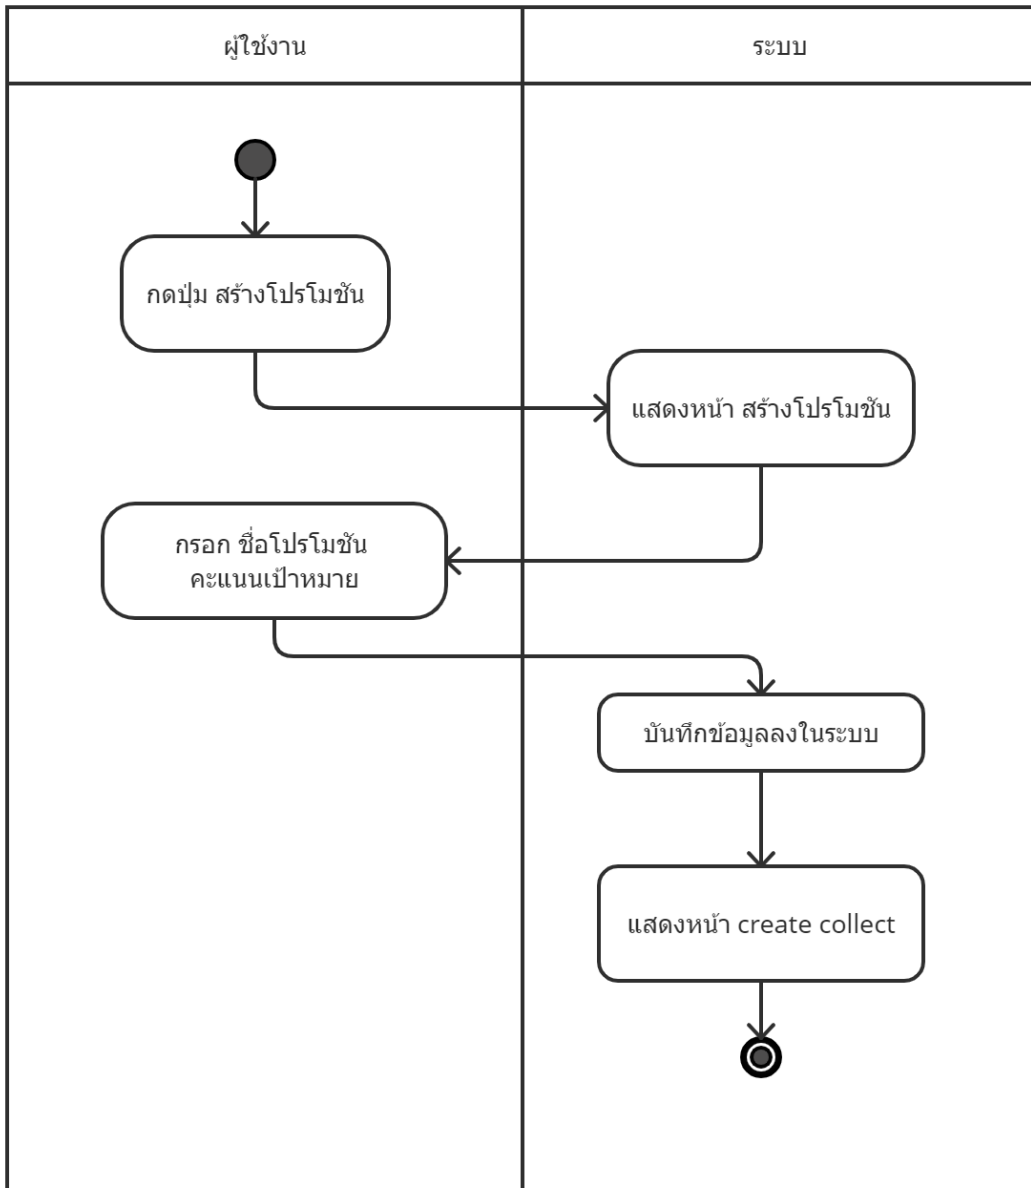 ผู้ใช้งาน
ระบบ
กดปุ่ม สร้างโปรโมชัน
แสดงหน้า สร้างโปรโมชัน
กรอก ชื่อโปรโมชัน
คะแนนเป้าหมาย
บันทึกข้อมูลลงในระบบ
แสดงหน้า create collect